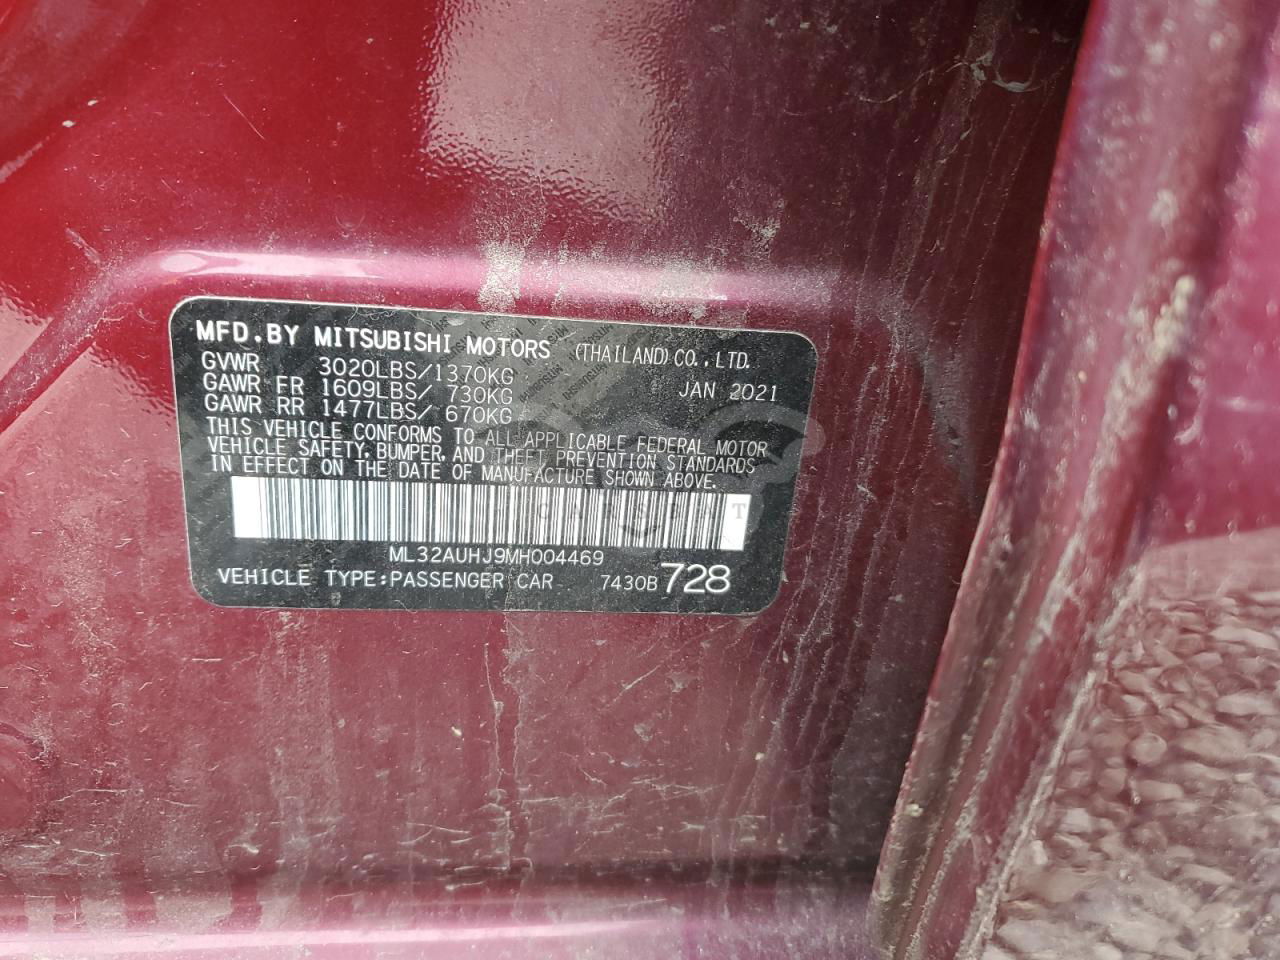 MFD.BY MITSUBISHI MOTORS (THAILAND) CO., LTD.
GVWR 3020LBS/1370KG
JAN 2021
GAWR FR 1609LBS/ 730KG
GAWR RR 1477LBS/ 670KG
THIS VEHICLE CONFORMS TO ALL APPLICABLE FEDERAL MOTOR
VEHICLE SAFETY, BUMPER, AND THEFT PREVENTION STANDARDS
IN EFFECT ON THE DATE OF MANUFACTURE SHOWN ABOVE.
ML32AUHJ9MH004469
VEHICLE TYPE:PASSENGER CAR 7430B 728